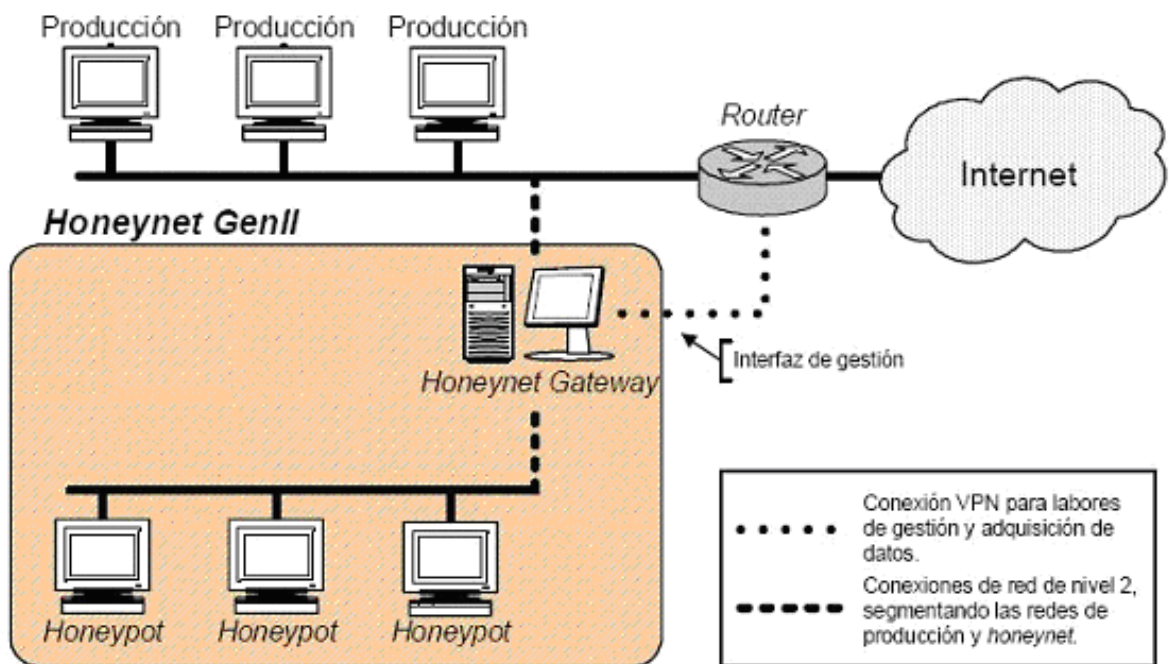 Producción
Producción
Producción
Router
Internet
Honeynet GenII
Honeynet Gateway
Interfaz de gestión
Honeypot
Honeypot
Honeypot
Conexión VPN para labores
de gestión y adquisición de
datos.
Conexiones de red de nivel 2,
segmentando las redes de
producción y honeynet.